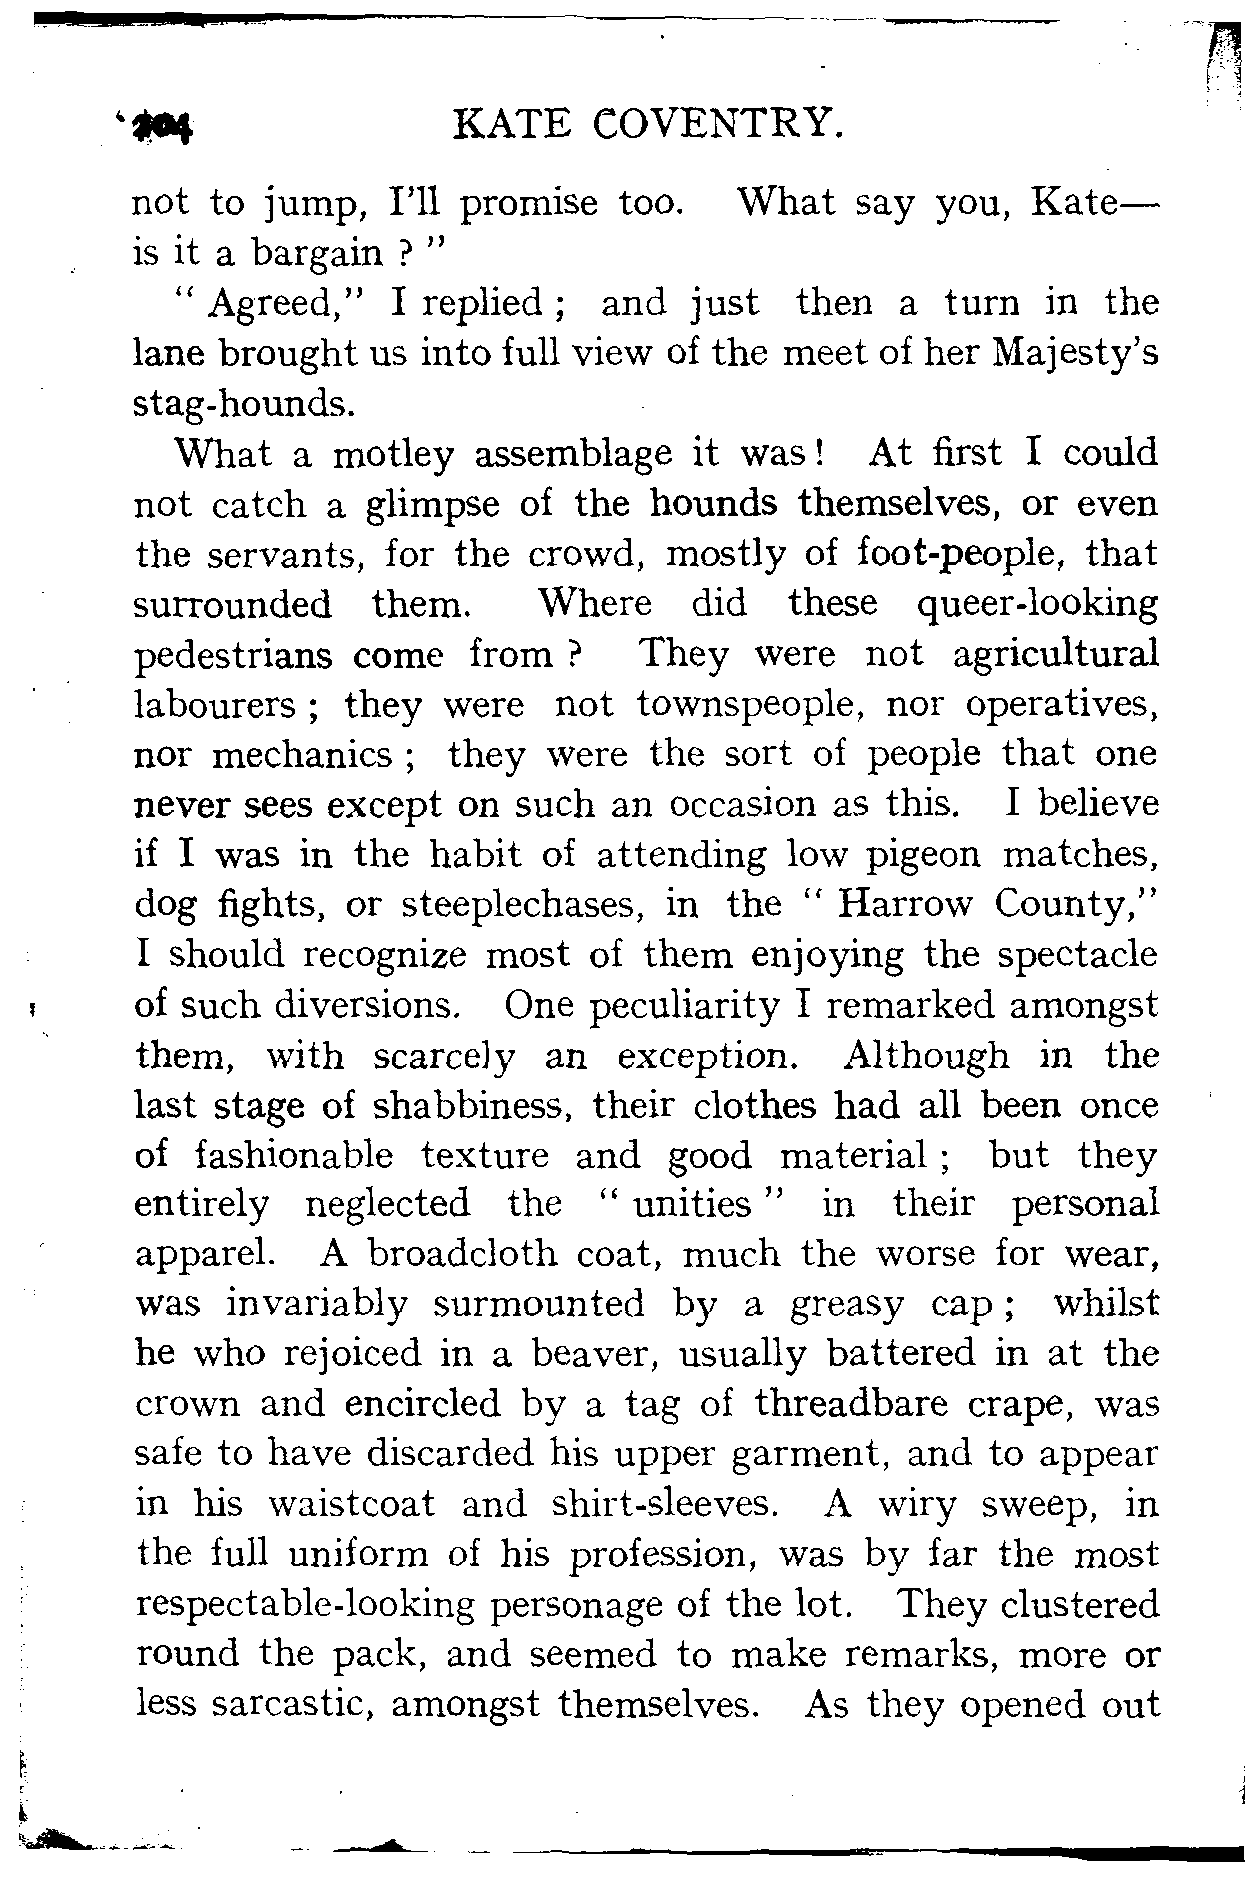 204 KATE COVENTRY.
not to jump, I'll promise too. What say you, Kate—
is it a bargain ? "
" Agreed," I replied ; and just then a turn in the
lane brought us into full view of the meet of her Majesty's
stag-hounds.
What a motley assemblage it was ! At first I could
not catch a glimpse of the hounds themselves, or even
the servants, for the crowd, mostly of foot-people, that
surrounded them. Where did these queer-looking
pedestrians come from ? They were not agricultural
labourers ; they were not townspeople, nor operatives,
nor mechanics ; they were the sort of people that one
never sees except on such an occasion as this. I believe
if I was in the habit of attending low pigeon matches,
dog fights, or steeplechases, in the " Harrow County,"
I should recognize most of them enjoying the spectacle
of such diversions. One peculiarity I remarked amongst
them, with scarcely an exception. Although in the
last stage of shabbiness, their clothes had all been once
of fashionable texture and good material ; but they
entirely neglected the " unities " in their personal
apparel. A broadcloth coat, much the worse for wear,
was invariably surmounted by a greasy cap ; whilst
he who rejoiced in a beaver, usually battered in at the
crown and encircled by a tag of threadbare crape, was
safe to have discarded his upper garment, and to appear
in his waistcoat and shirt-sleeves. A wiry sweep, in
the full uniform of his profession, was by far the most
respectable-looking personage of the lot. They clustered
round the pack, and seemed to make remarks, more or
less sarcastic, amongst themselves. As they opened out